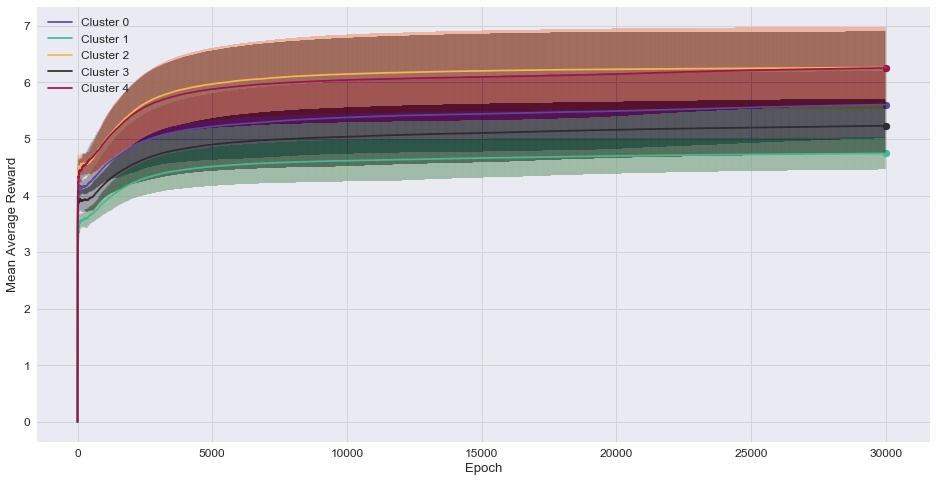 7
6
5
4
3
2
1
0
Mean Average Reward
Cluster 0
Cluster 1
Cluster 2
Cluster 3
Cluster 4
0 5000 10000 15000 20000 25000 30000
Epoch